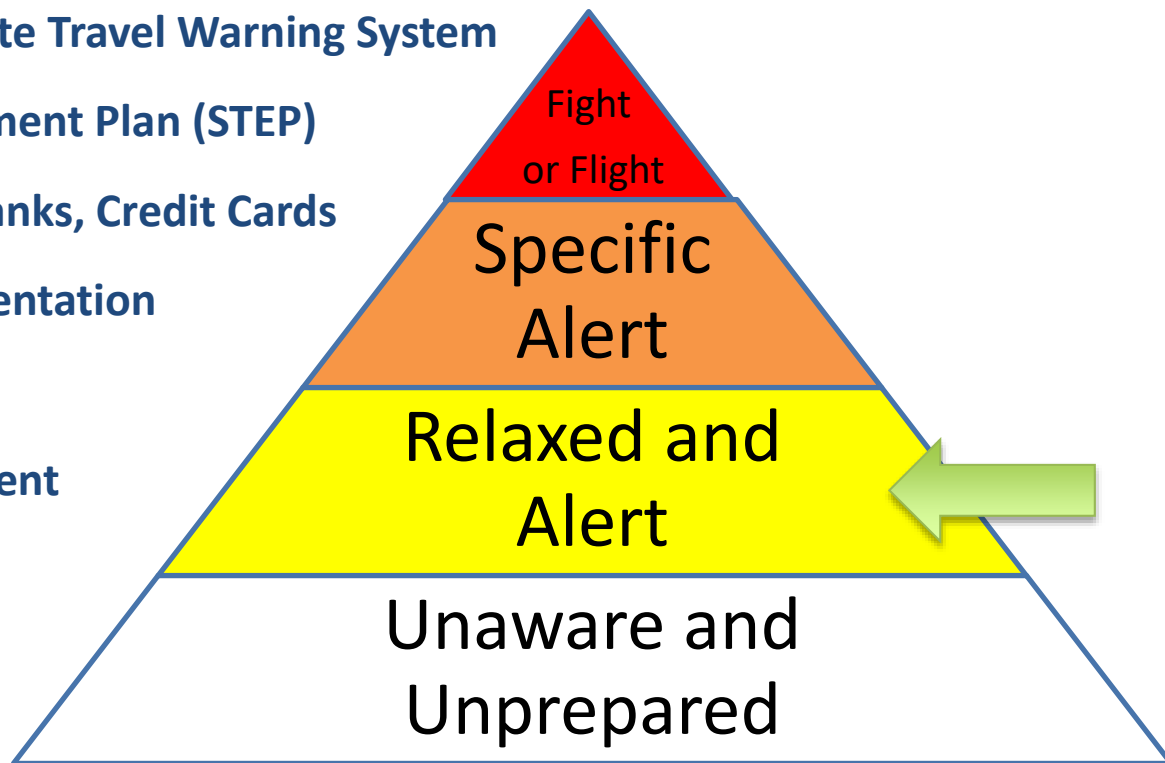 te Travel Warning System
ment Plan (STEP)
anks, Credit Cards
entation
ent
Fight
or Flight
Specific
Alert
Relaxed and
Alert
Unaware and
Unprepared